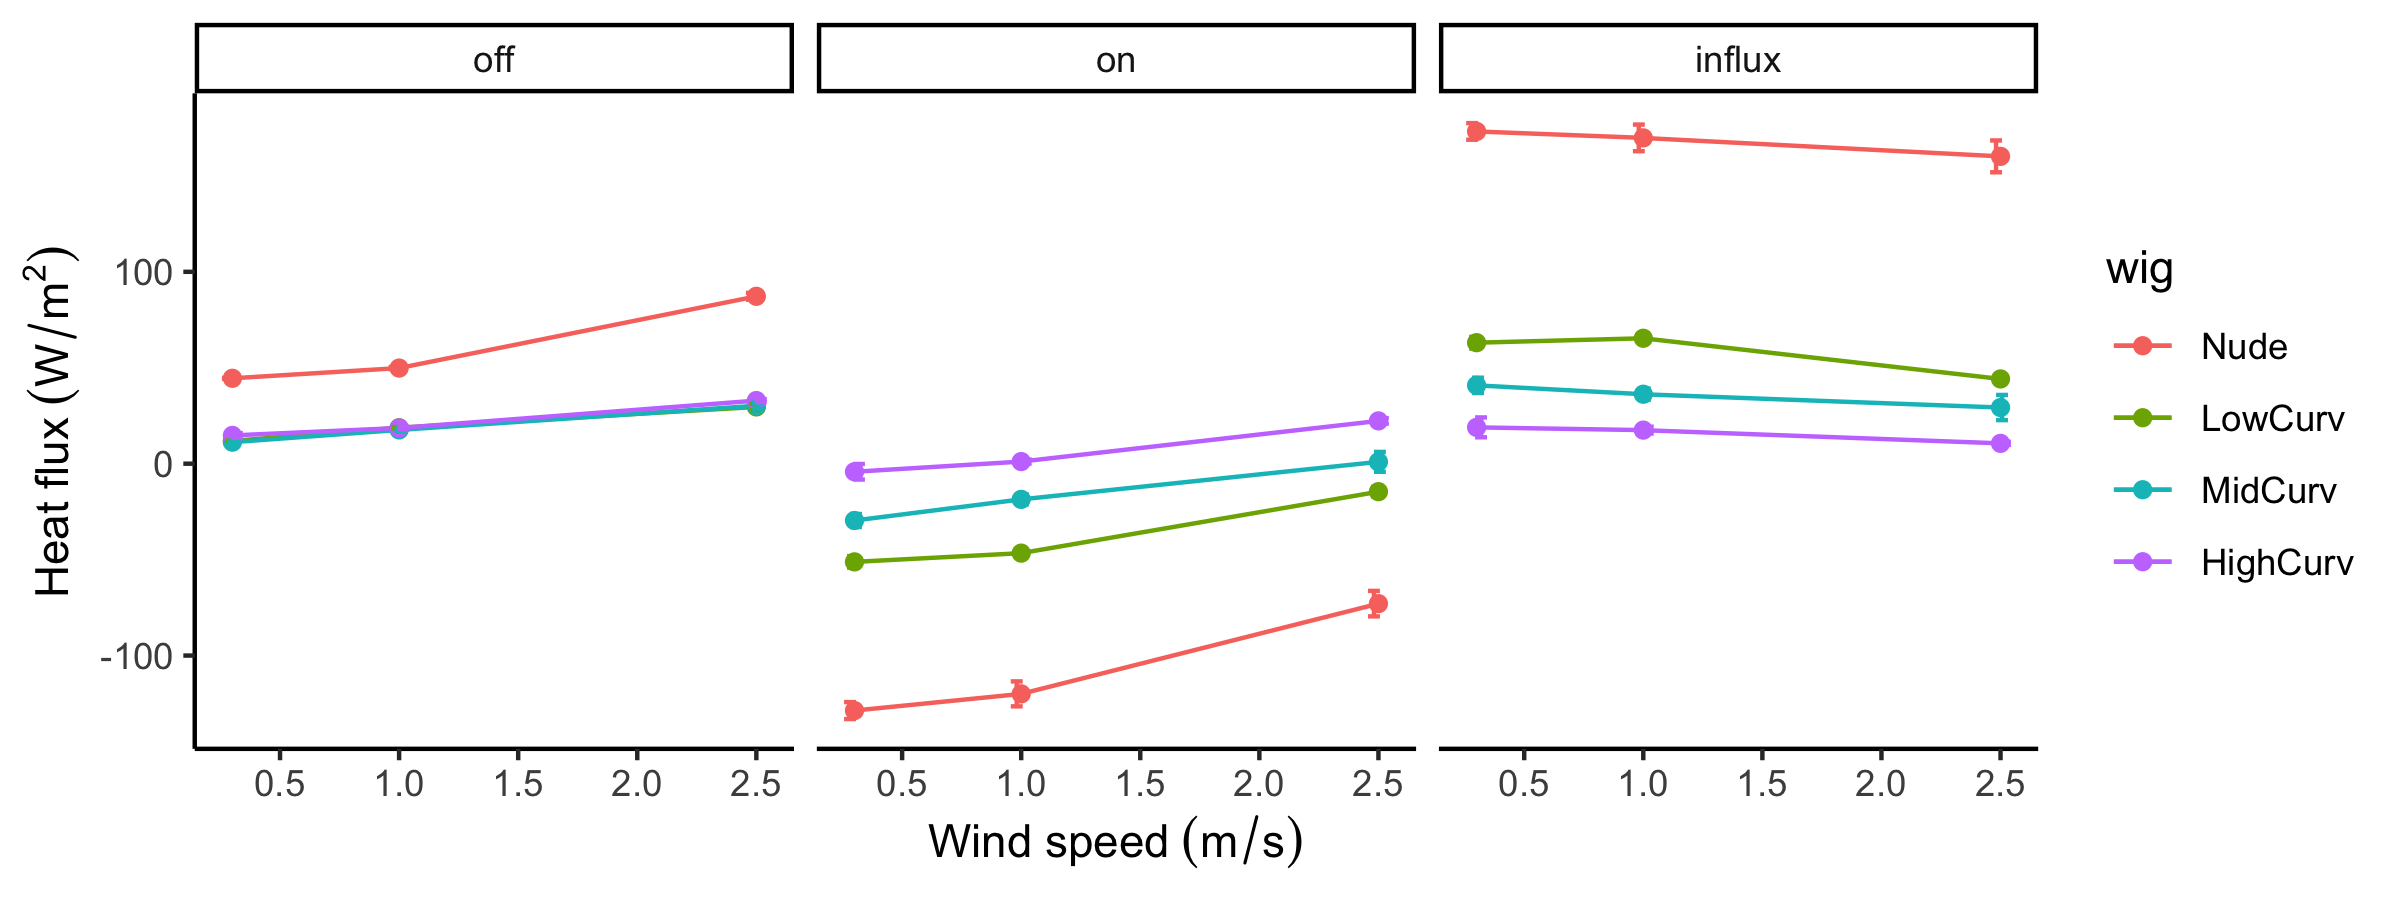 off
on
influx
Heat flux (W/m²)
100
0
-100
0.5 1.0 1.5 2.0 2.5
0.5 1.0 1.5 2.0 2.5
0.5 1.0 1.5 2.0 2.5
Wind speed (m/s)
wig
Nude
LowCurv
MidCurv
HighCurv